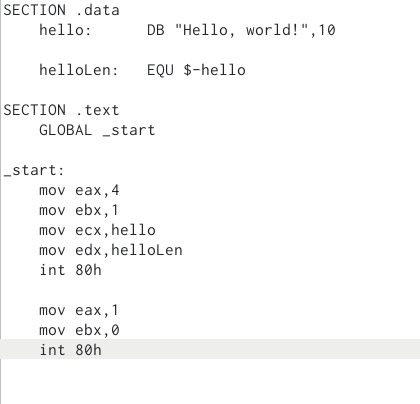 SECTION .data
    hello:      DB "Hello, world!",10

    helloLen:   EQU $-hello

SECTION .text
    GLOBAL _start

_start:
    mov eax,4
    mov ebx,1
    mov ecx,hello
    mov edx,helloLen
    int 80h

    mov eax,1
    mov ebx,0
    int 80h